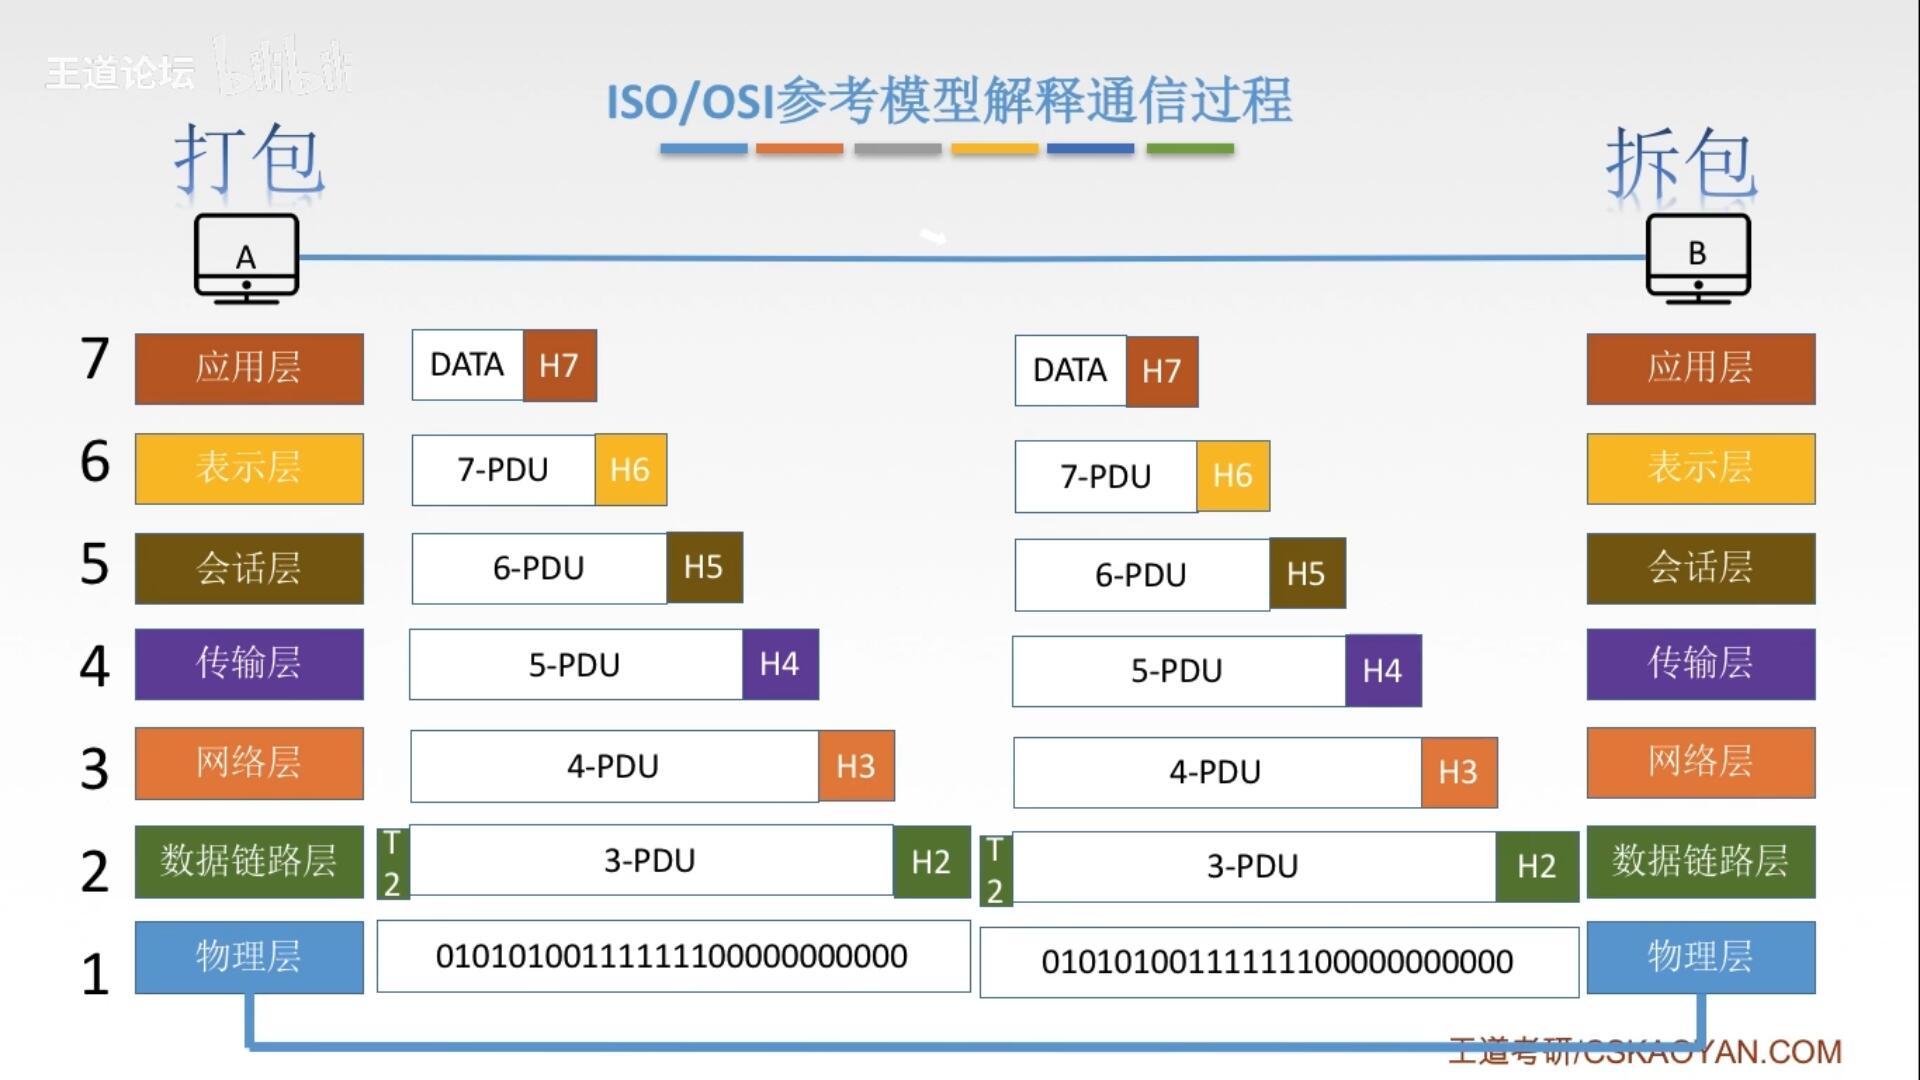 王道论坛 bilibili
ISO/OSI参考模型解释通信过程
打包
拆包
A
B
7 应用层 DATA H7 DATA H7 应用层
6 表示层 7-PDU H6 7-PDU H6 表示层
5 会话层 6-PDU H5 6-PDU H5 会话层
4 传输层 5-PDU H4 5-PDU H4 传输层
3 网络层 4-PDU H3 4-PDU H3 网络层
2 数据链路层 T2 3-PDU H2 T2 3-PDU H2 数据链路层
1 物理层 010101001111111100000000000 010101001111111100000000000 物理层
王道考研/CSKAOYAN.COM